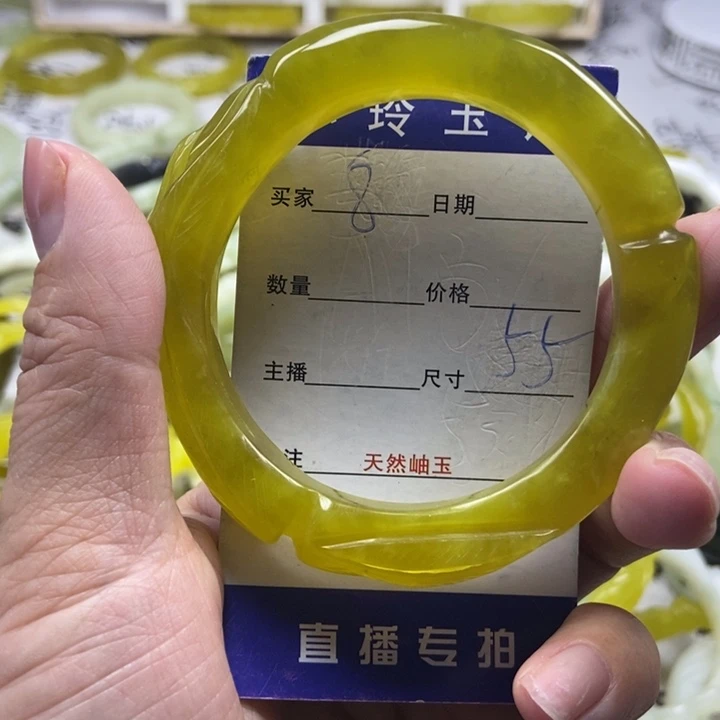 玲玉
买家 8 日期
数量 价格
主播 尺寸 55
注 天然岫玉
直播专拍